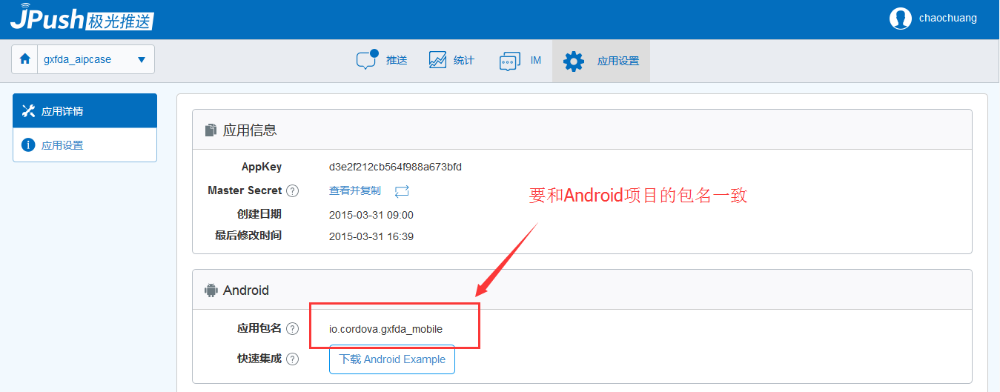 JPush极光推送
chaochuang
gxfda_aipcase
推送
统计
IM
应用设置
应用详情
应用设置
应用信息
AppKey d3e2f212cb564f988a673bfd
Master Secret ? 查看并复制
创建日期 2015-03-31 09:00
最后修改时间 2015-03-31 16:39
要和Android项目的包名一致
Android
应用包名 ? io.cordova.gxfda_mobile
快速集成 ? 下载 Android Example